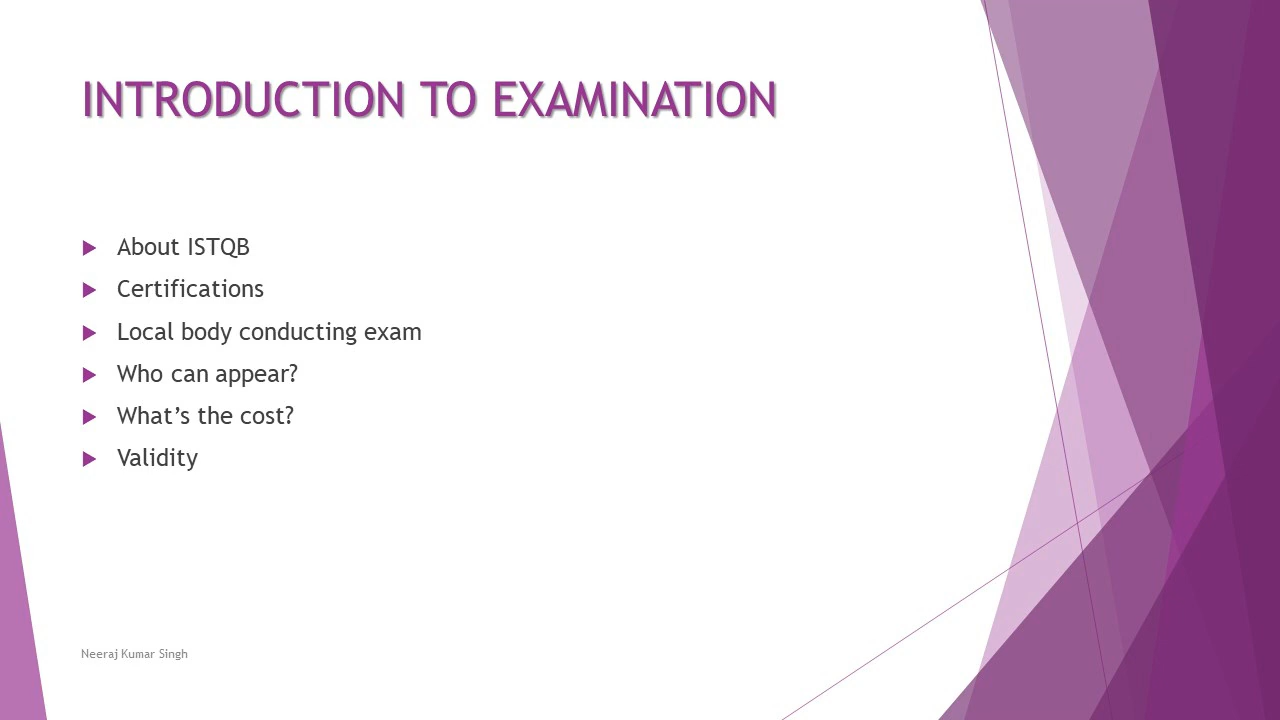 INTRODUCTION TO EXAMINATION
About ISTQB
Certifications
Local body conducting exam
Who can appear?
What’s the cost?
Validity
Neeraj Kumar Singh